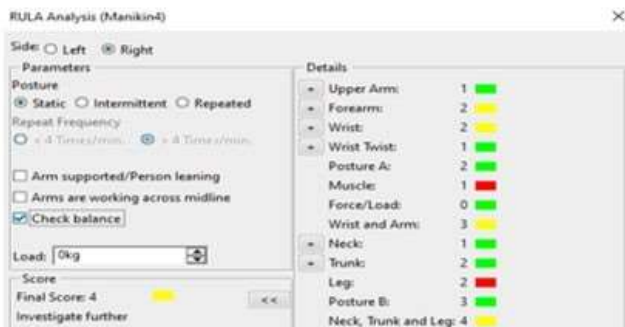 RULA Analysis (Manikin4)
Side: Left Right
Parameters
Posture
Static Intermittent Repeated
Repeat Frequency
< 4 Times/min. > 4 Times/min.
Arm supported/Person leaning
Arms are working across midline
Check balance
Load: 0kg
Score
Final Score: 4
<<
Investigate further
Details
+ Upper Arm: 1
+ Forearm: 2
+ Wrist: 2
+ Wrist Twist: 1
Posture A: 2
Muscle: 1
Force/Load: 0
Wrist and Arm: 3
+ Neck: 1
+ Trunk: 2
Leg: 2
Posture B: 3
Neck, Trunk and Leg: 4